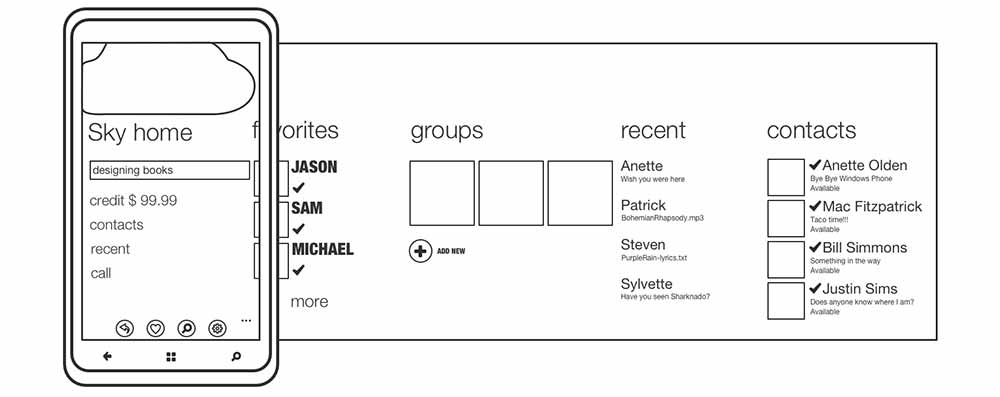 Sky home
designing books
credit $ 99.99
contacts
recent
call
...
favorites
JASON
SAM
MICHAEL
more
groups
ADD NEW
recent
Anette
Wish you were here
Patrick
BohemianRhapsody.mp3
Steven
PurpleRain-lyrics.txt
Sylvette
Have you seen Sharknado?
contacts
Anette Olden
Bye Bye Windows Phone
Available
Mac Fitzpatrick
Taco time!!!
Available
Bill Simmons
Something in the way
Available
Justin Sims
Does anyone know where I am?
Available